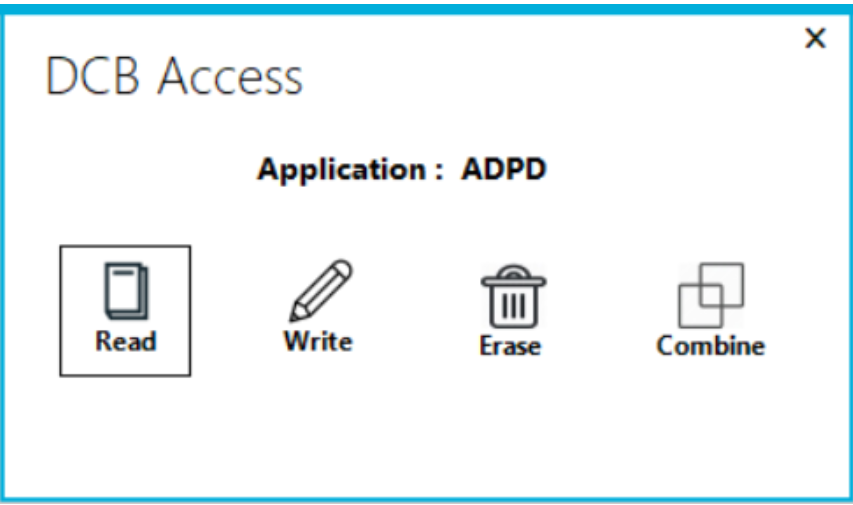 DCB Access
Application : ADPD
Read Write Erase Combine